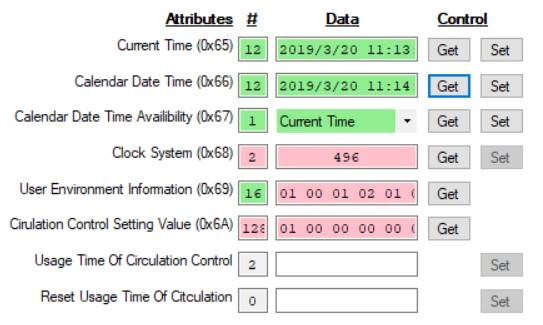 Attributes # Data Control
Current Time (0x65) 12 2019/3/20 11:13: Get Set
Calendar Date Time (0x66) 12 2019/3/20 11:14: Get Set
Calendar Date Time Availibility (0x67) 1 Current Time Get Set
Clock System (0x68) 2 496 Get Set
User Environment Information (0x69) 16 01 00 01 02 01 Get
Cirulation Control Setting Value (0x6A) 128 01 00 00 00 00 Get
Usage Time Of Circulation Control 2 Set
Reset Usage Time Of Citculation 0 Set